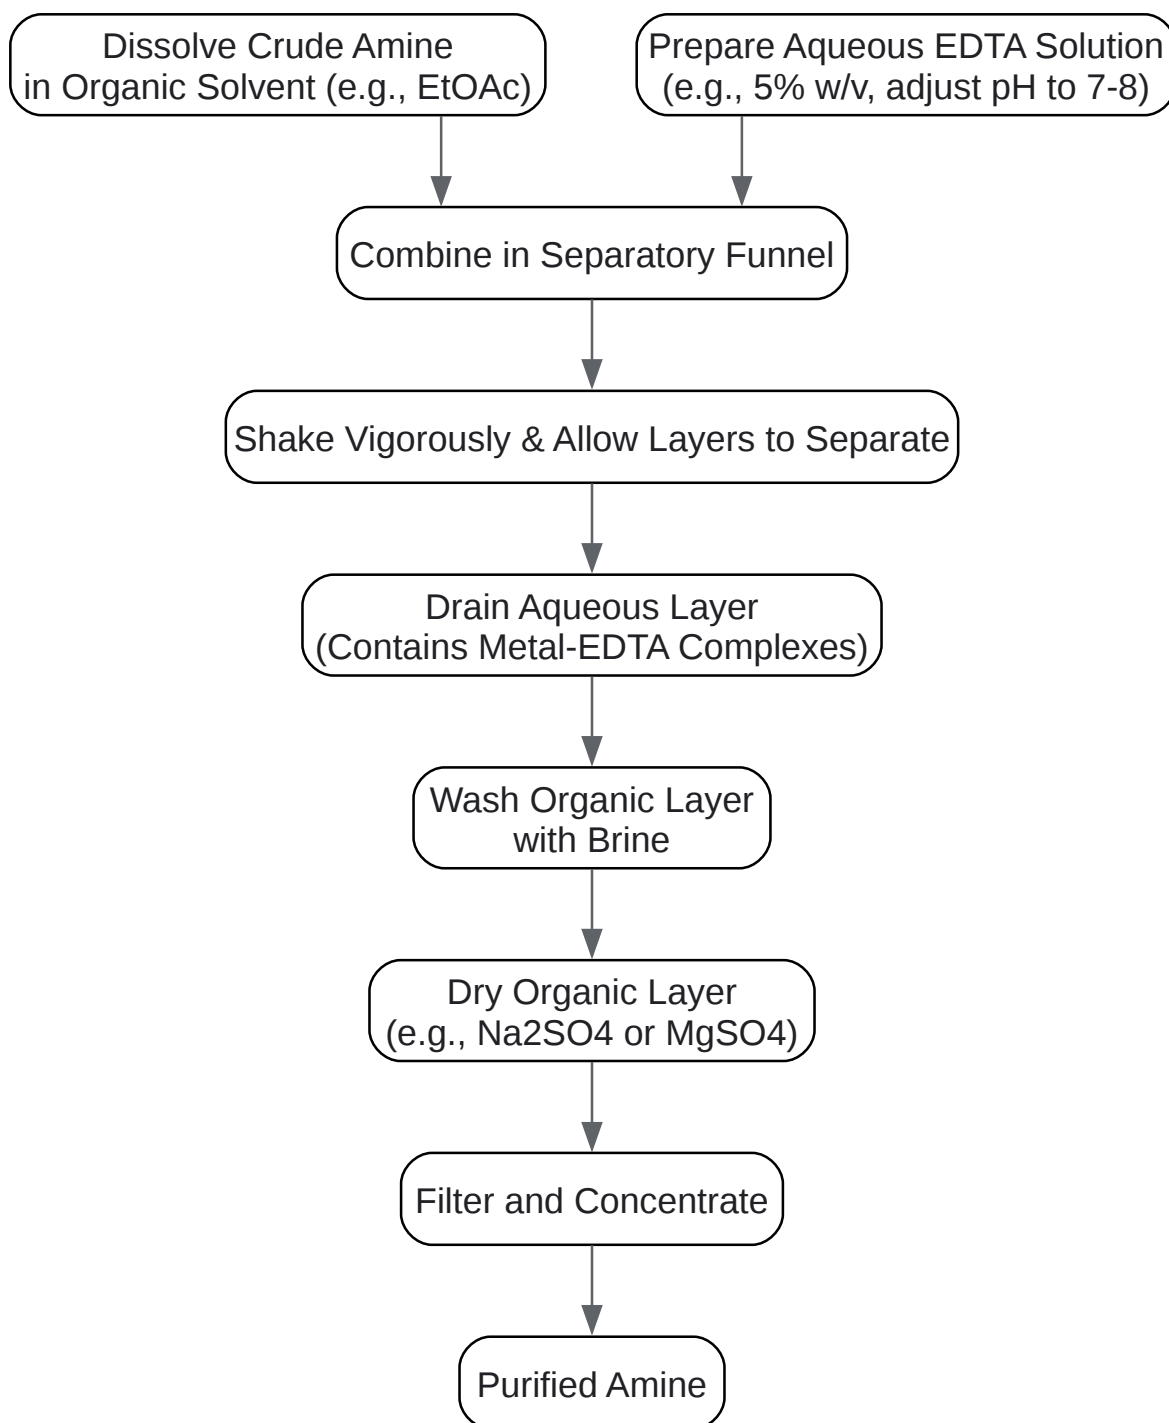 Dissolve Crude Amine
in Organic Solvent (e.g., EtOAc)
Prepare Aqueous EDTA Solution
(e.g., 5% w/v, adjust pH to 7-8)
Combine in Separatory Funnel
Shake Vigorously & Allow Layers to Separate
Drain Aqueous Layer
(Contains Metal-EDTA Complexes)
Wash Organic Layer
with Brine
Dry Organic Layer
(e.g., Na2SO4 or MgSO4)
Filter and Concentrate
Purified Amine